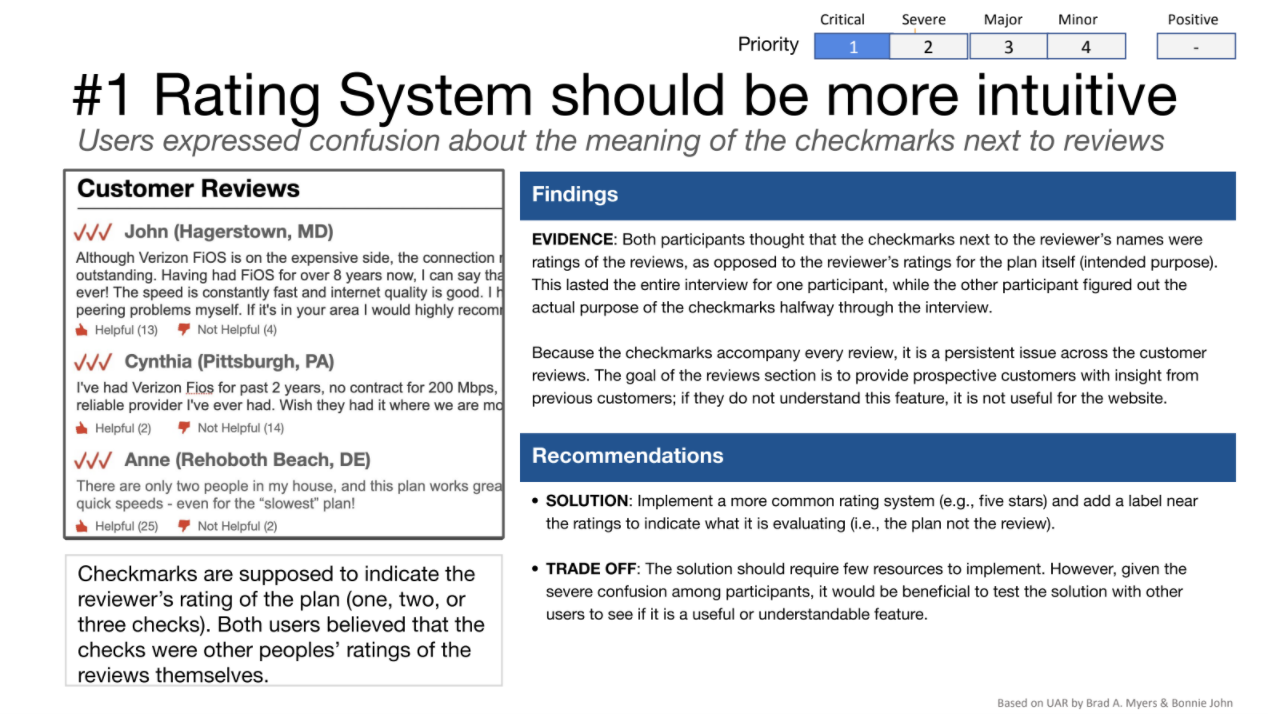 Critical Severe Major Minor Positive
Priority 1 2 3 4 -
#1 Rating System should be more intuitive
Users expressed confusion about the meaning of the checkmarks next to reviews
Customer Reviews
John (Hagerstown, MD)
Although Verizon FiOS is on the expensive side, the connection
outstanding. Having had FiOS for over 8 years now, I can say
ever! The speed is constantly fast and internet quality is good. I
peering problems myself. If it's in your area I would highly
Helpful (13) Not Helpful (4)
Cynthia (Pittsburgh, PA)
I've had Verizon Fios for past 2 years, no contract for 200 Mbps,
reliable provider I've ever had. Wish they had it where we are
Helpful (2) Not Helpful (14)
Anne (Rehoboth Beach, DE)
There are only two people in my house, and this plan works
quick speeds - even for the “slowest” plan!
Helpful (25) Not Helpful (2)
Checkmarks are supposed to indicate the
reviewer’s rating of the plan (one, two, or
three checks). Both users believed that the
checks were other peoples’ ratings of the
reviews themselves.
Findings
EVIDENCE: Both participants thought that the checkmarks next to the reviewer’s names were
ratings of the reviews, as opposed to the reviewer’s ratings for the plan itself (intended purpose).
This lasted the entire interview for one participant, while the other participant figured out the
actual purpose of the checkmarks halfway through the interview.
Because the checkmarks accompany every review, it is a persistent issue across the customer
reviews. The goal of the reviews section is to provide prospective customers with insight from
previous customers; if they do not understand this feature, it is not useful for the website.
Recommendations
• SOLUTION: Implement a more common rating system (e.g., five stars) and add a label near
the ratings to indicate what it is evaluating (i.e., the plan not the review).
• TRADE OFF: The solution should require few resources to implement. However, given the
severe confusion among participants, it would be beneficial to test the solution with other
users to see if it is a useful or understandable feature.
Based on UAR by Brad A. Myers & Bonnie John